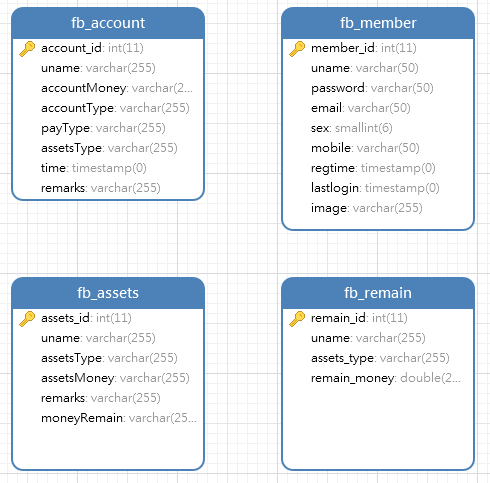 fb_account
account_id: int(11)
uname: varchar(255)
accountMoney: varchar(2...
accountType: varchar(255)
payType: varchar(255)
assetsType: varchar(255)
time: timestamp(0)
remarks: varchar(255)
fb_member
member_id: int(11)
uname: varchar(50)
password: varchar(50)
email: varchar(50)
sex: smallint(6)
mobile: varchar(50)
regtime: timestamp(0)
lastlogin: timestamp(0)
image: varchar(255)
fb_assets
assets_id: int(11)
uname: varchar(255)
assetsType: varchar(255)
assetsMoney: varchar(255)
remarks: varchar(255)
moneyRemain: varchar(25...
fb_remain
remain_id: int(11)
uname: varchar(255)
assets_type: varchar(255)
remain_money: double(2...